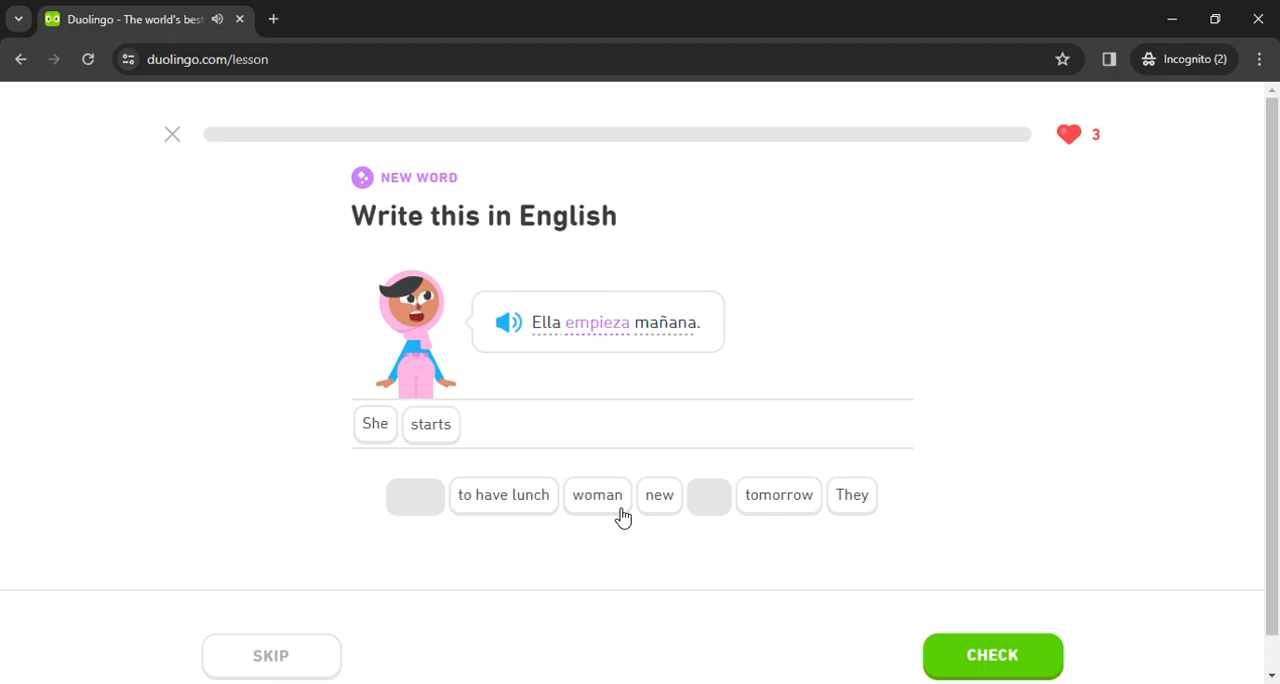 Duolingo - The world's bes
duolingo.com/lesson
Incognito (2)
3
NEW WORD
Write this in English
Ella empieza mañana.
She starts
to have lunch woman new tomorrow They
SKIP
CHECK